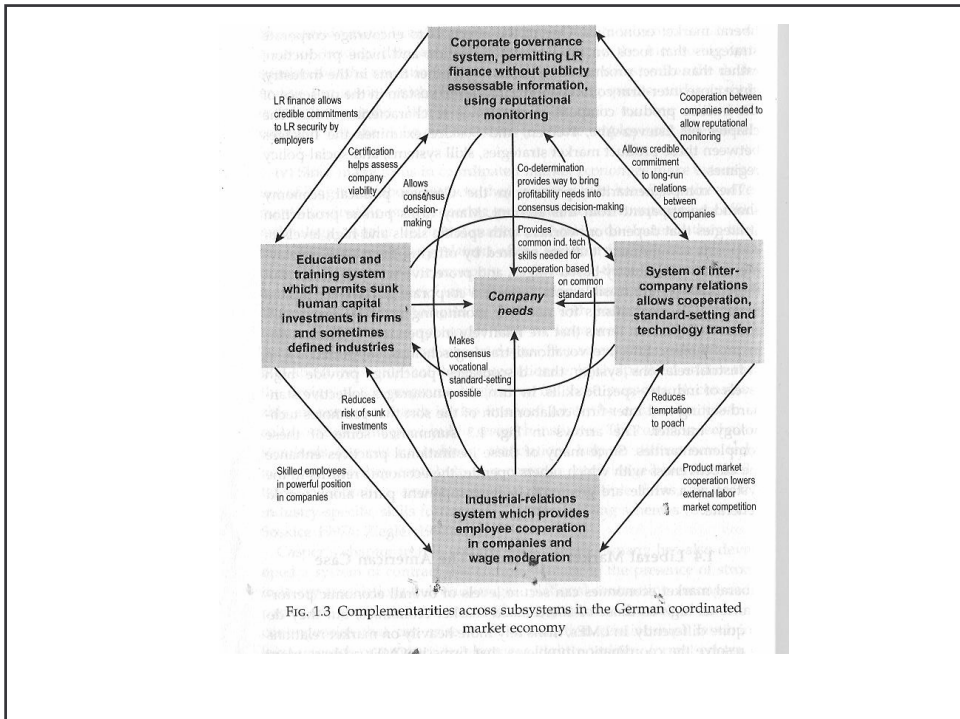 Corporate governance
system, permitting LR
finance without publicly
assessable information,
using reputational
monitoring
LR finance allows
credible commitments
to LR security by
employers
Cooperation between
companies needed to
allow reputational
monitoring
Certification
helps assess
company
viability
Allows
consensus
decision-
making
Co-determination
provides way to bring
profitability needs into
consensus decision-making
Allows credible
commitment
to long-run
relations
between
companies
Provides
common ind. tech
skills needed for
cooperation based
on common
standard
Education and
training system
which permits sunk
human capital
investments in firms
and sometimes
defined industries
Company
needs
System of inter-
company relations
allows cooperation,
standard-setting and
technology transfer
Makes
consensus
vocational
standard-setting
possible
Reduces
risk of sunk
investments
Reduces
temptation
to poach
Skilled employees
in powerful position
in companies
Product market
cooperation lowers
external labor
market competition
Industrial-relations
system which provides
employee cooperation
in companies and
wage moderation
FIG. 1.3 Complementarities across subsystems in the German coordinated
market economy